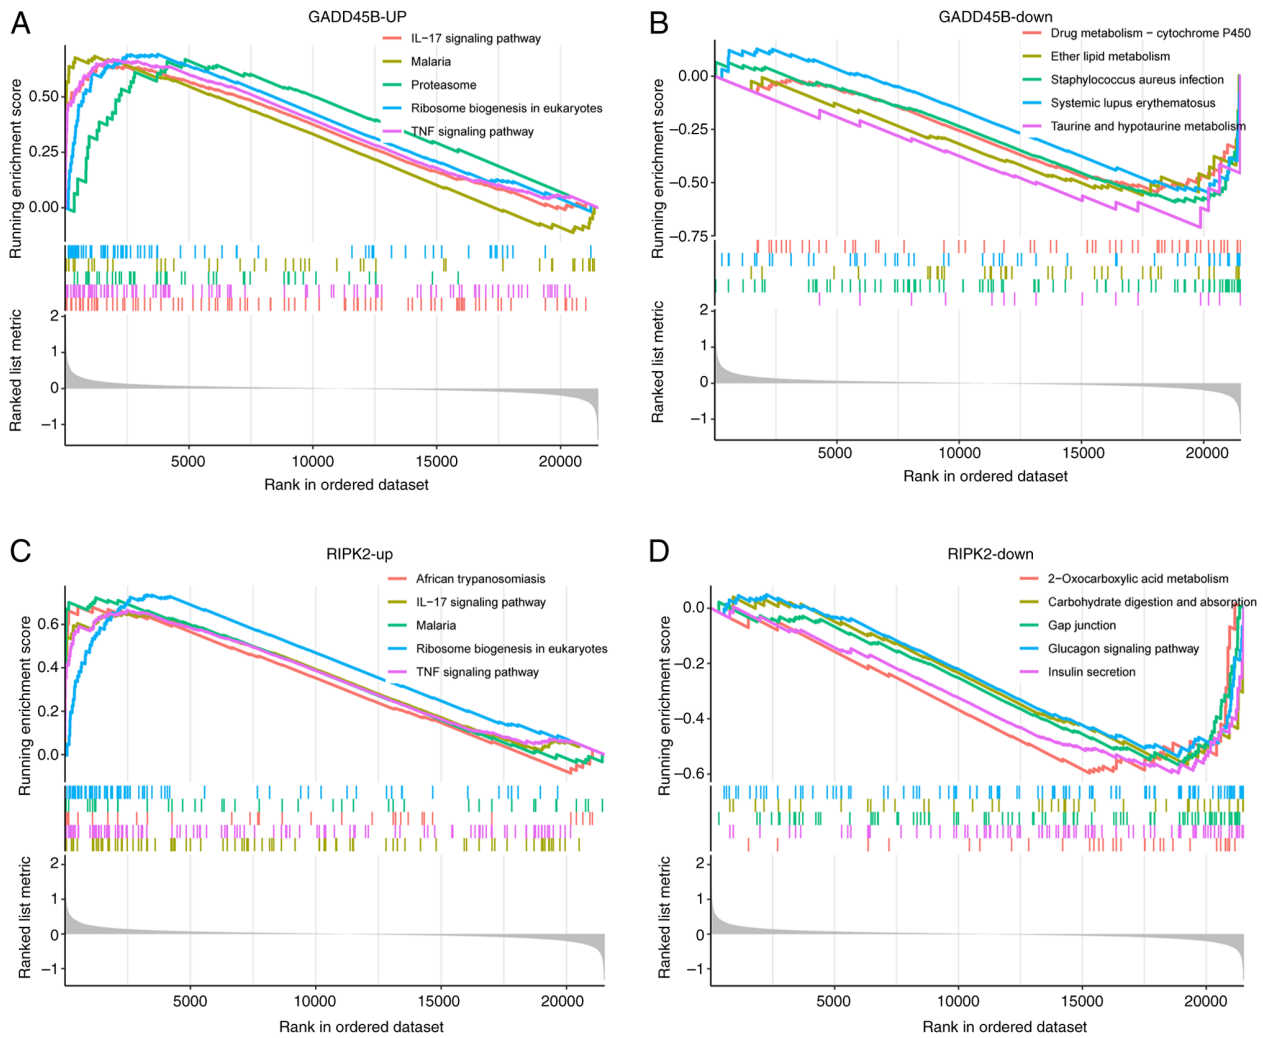 A
GADD45B-UP
IL−17 signaling pathway
Malaria
Proteasome
Ribosome biogenesis in eukaryotes
TNF signaling pathway
Running enrichment score
0.50
0.25
0.00
Ranked list metric
2
1
0
−1
5000 10000 15000 20000
Rank in ordered dataset
B
GADD45B-down
Drug metabolism − cytochrome P450
Ether lipid metabolism
Staphylococcus aureus infection
Systemic lupus erythematosus
Taurine and hypotaurine metabolism
Running enrichment score
0.00
−0.25
−0.50
−0.75
Ranked list metric
2
1
0
−1
5000 10000 15000 20000
Rank in ordered dataset
C
RIPK2-up
African trypanosomiasis
IL−17 signaling pathway
Malaria
Ribosome biogenesis in eukaryotes
TNF signaling pathway
Running enrichment score
0.6
0.4
0.2
0.0
Ranked list metric
2
1
0
−1
5000 10000 15000 20000
Rank in ordered dataset
D
RIPK2-down
2−Oxocarboxylic acid metabolism
Carbohydrate digestion and absorption
Gap junction
Glucagon signaling pathway
Insulin secretion
Running enrichment score
0.0
−0.2
−0.4
−0.6
Ranked list metric
2
1
0
−1
5000 10000 15000 20000
Rank in ordered dataset